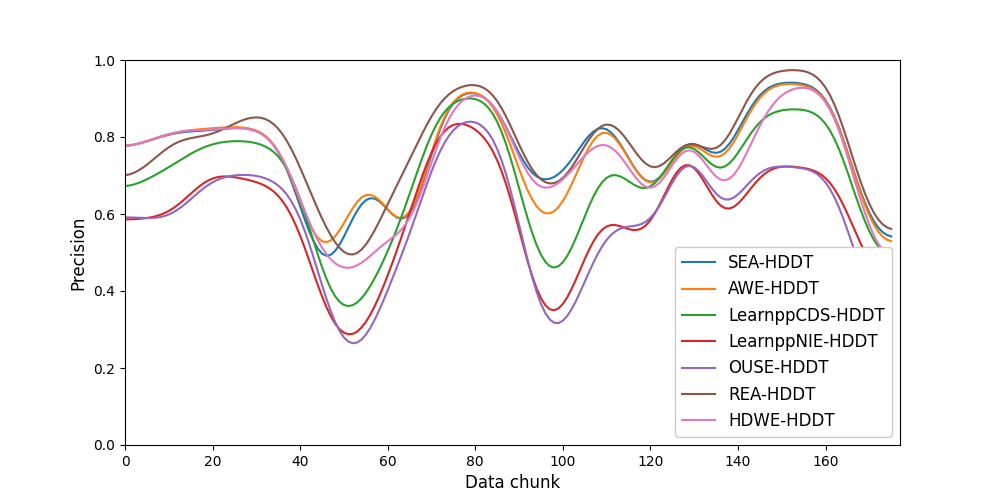 1.0
0.8
0.6
0.4
0.2
0.0
Precision
0 20 40 60 80 100 120 140 160
Data chunk
SEA-HDDT
AWE-HDDT
LearnppCDS-HDDT
LearnppNIE-HDDT
OUSE-HDDT
REA-HDDT
HDWE-HDDT